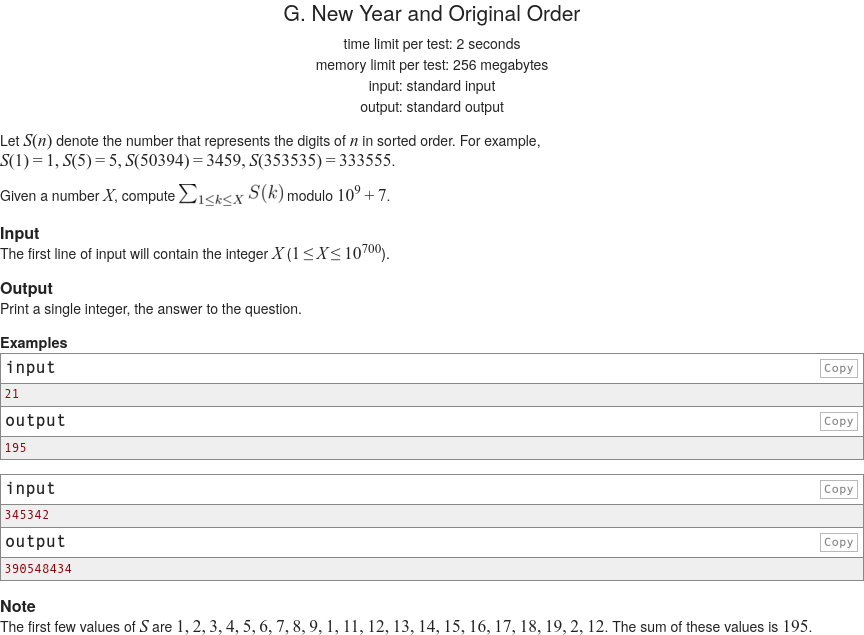 G. New Year and Original Order
time limit per test: 2 seconds
memory limit per test: 256 megabytes
input: standard input
output: standard output
Let S(n) denote the number that represents the digits of n in sorted order. For example,
S(1) = 1, S(5) = 5, S(50394) = 3459, S(353535) = 333555.
Given a number X, compute ∑1≤k≤X S(k) modulo 10^9 + 7.
Input
The first line of input will contain the integer X (1 ≤ X ≤ 10^700).
Output
Print a single integer, the answer to the question.
Examples
input Copy
21
output Copy
195
input Copy
345342
output Copy
390548434
Note
The first few values of S are 1, 2, 3, 4, 5, 6, 7, 8, 9, 1, 11, 12, 13, 14, 15, 16, 17, 18, 19, 2, 12. The sum of these values is 195.